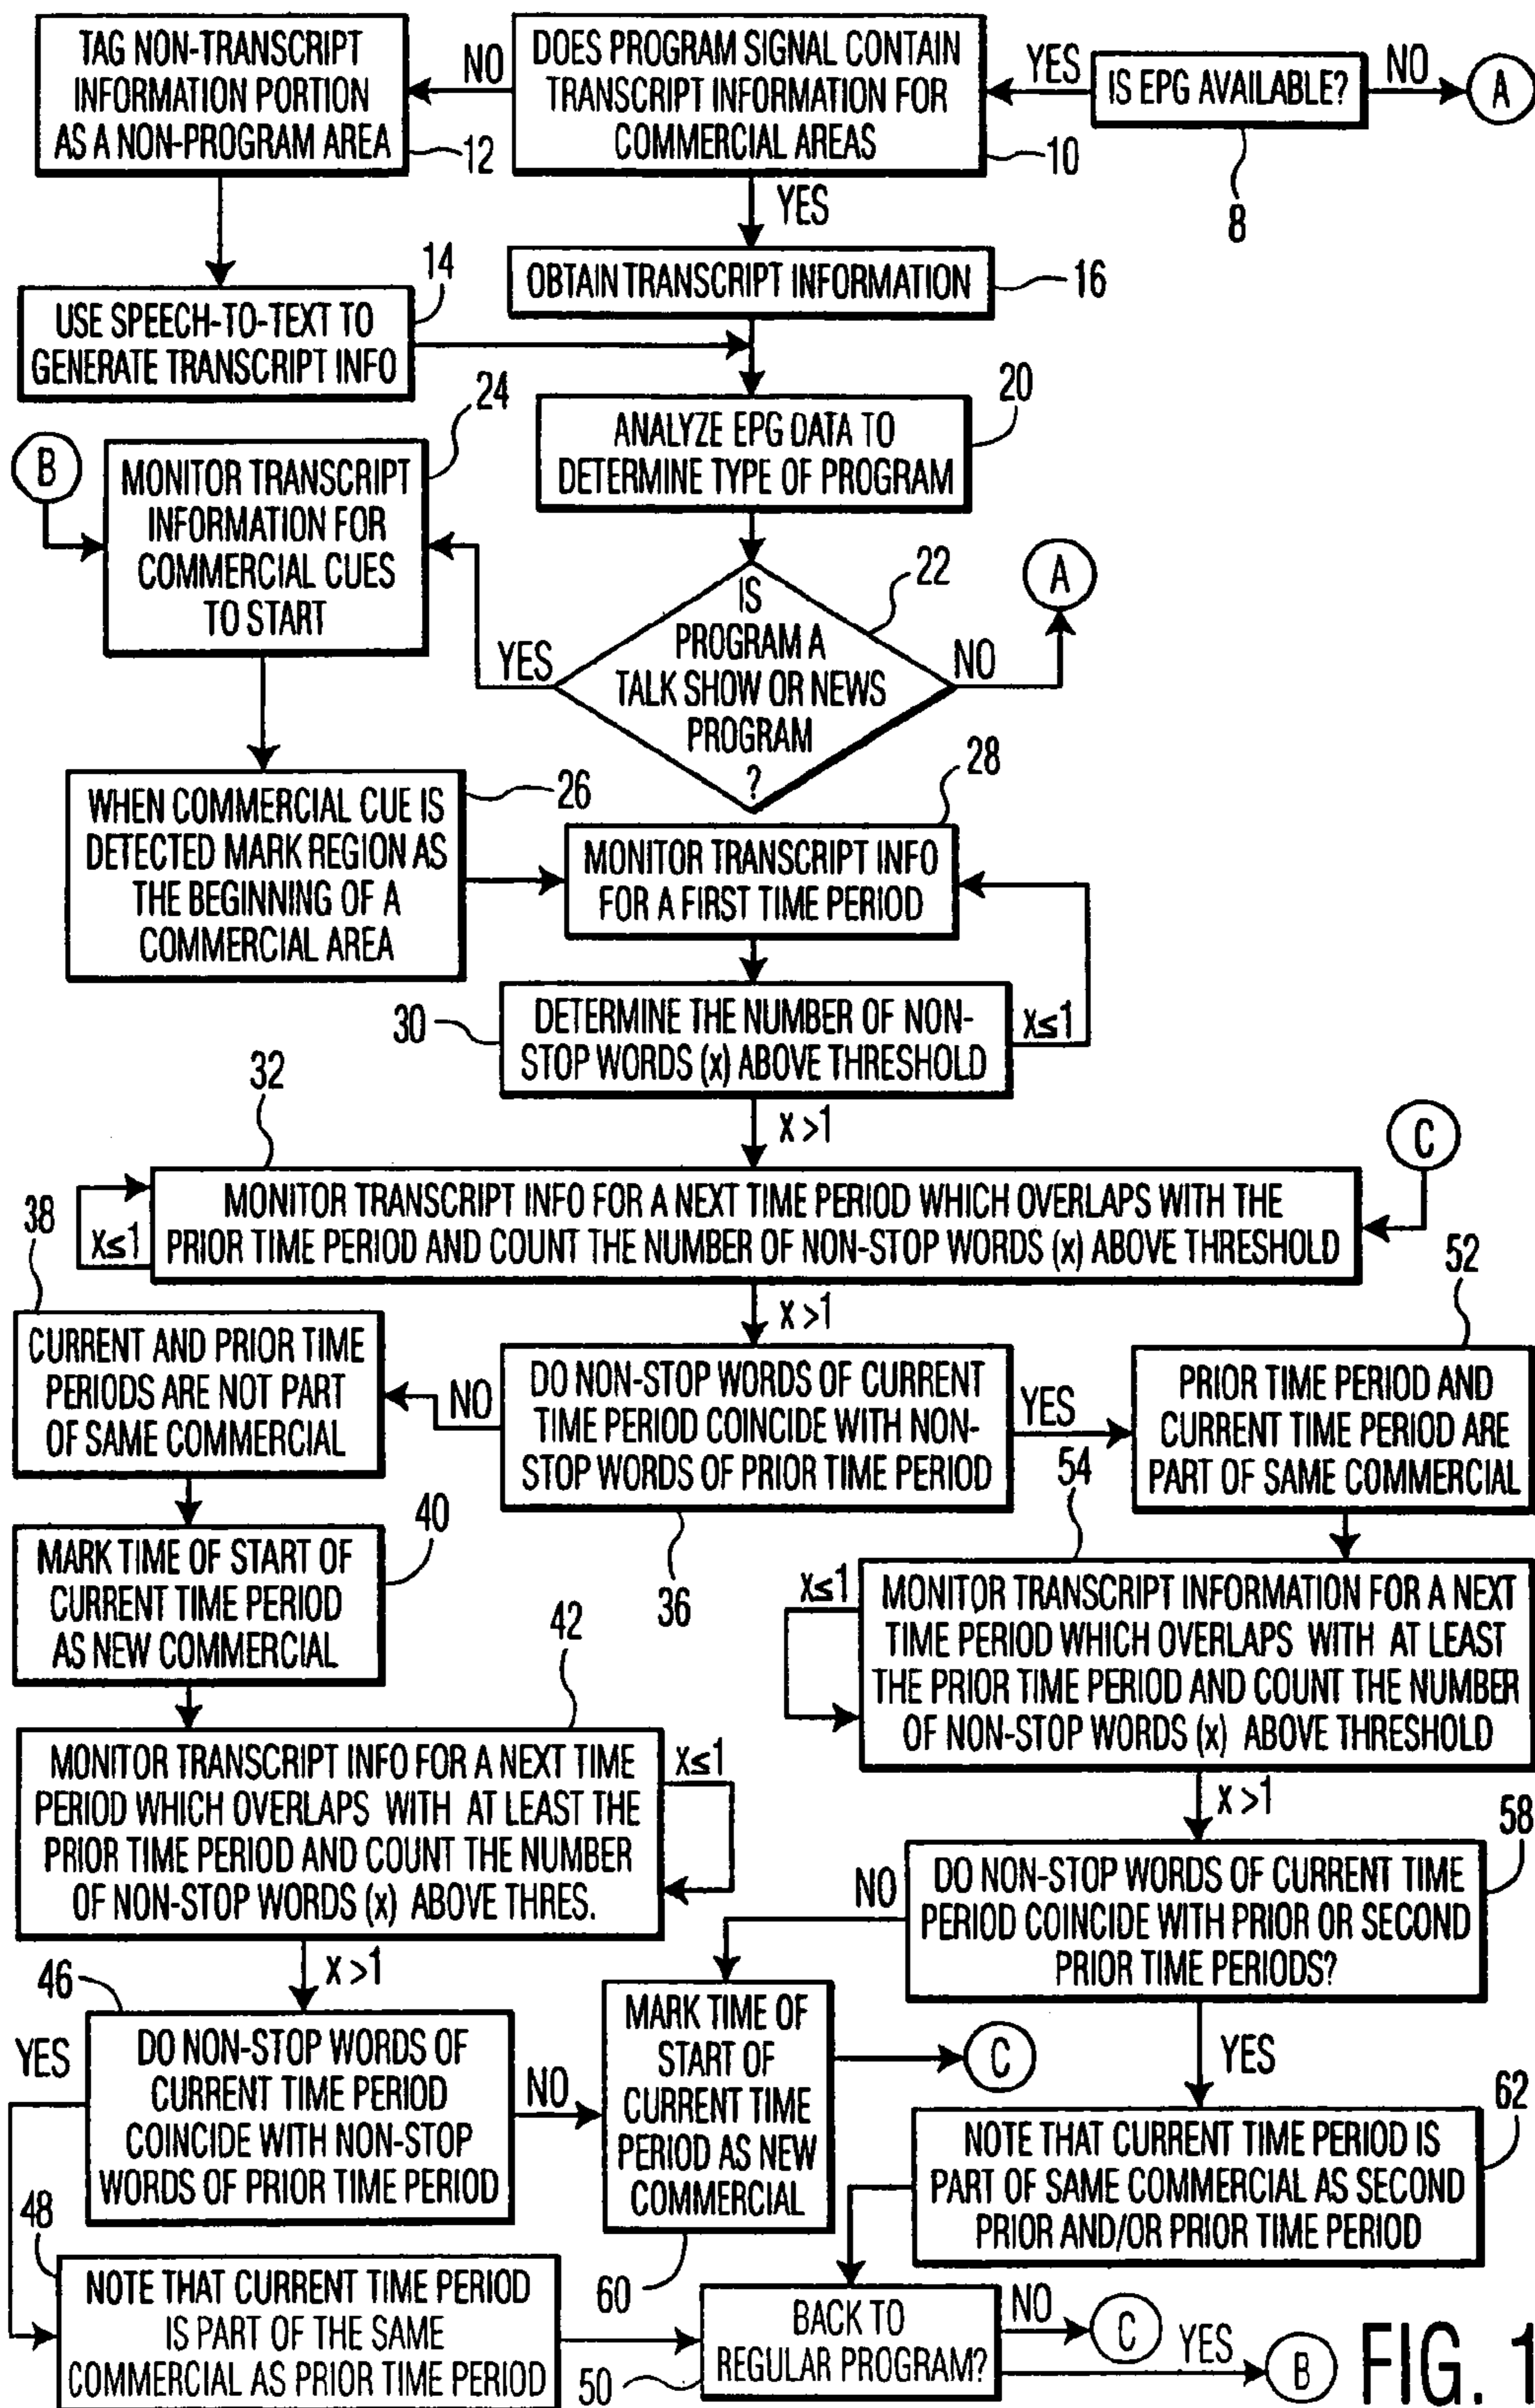 TAG NON-TRANSCRIPT
INFORMATION PORTION
AS A NON-PROGRAM AREA
12
NO
DOES PROGRAM SIGNAL CONTAIN
TRANSCRIPT INFORMATION FOR
COMMERCIAL AREAS
10
YES
IS EPG AVAILABLE?
8
NO
A
YES
OBTAIN TRANSCRIPT INFORMATION
16
14
USE SPEECH-TO-TEXT TO
GENERATE TRANSCRIPT INFO
20
ANALYZE EPG DATA TO
DETERMINE TYPE OF PROGRAM
24
B
MONITOR TRANSCRIPT
INFORMATION FOR
COMMERCIAL CUES
TO START
22
IS
PROGRAM A
TALK SHOW OR NEWS
PROGRAM
?
YES
NO
A
26
WHEN COMMERCIAL CUE IS
DETECTED MARK REGION AS
THE BEGINNING OF A
COMMERCIAL AREA
28
MONITOR TRANSCRIPT INFO
FOR A FIRST TIME PERIOD
30
DETERMINE THE NUMBER OF NON-
STOP WORDS (x) ABOVE THRESHOLD
x≤1
x >1
32
C
MONITOR TRANSCRIPT INFO FOR A NEXT TIME PERIOD WHICH OVERLAPS WITH THE
PRIOR TIME PERIOD AND COUNT THE NUMBER OF NON-STOP WORDS (x) ABOVE THRESHOLD
x≤1
x >1
38
CURRENT AND PRIOR TIME
PERIODS ARE NOT PART
OF SAME COMMERCIAL
NO
DO NON-STOP WORDS OF CURRENT
TIME PERIOD COINCIDE WITH NON-
STOP WORDS OF PRIOR TIME PERIOD
36
YES
52
PRIOR TIME PERIOD AND
CURRENT TIME PERIOD ARE
PART OF SAME COMMERCIAL
40
MARK TIME OF START OF
CURRENT TIME PERIOD
AS NEW COMMERCIAL
54
x≤1
MONITOR TRANSCRIPT INFORMATION FOR A NEXT
TIME PERIOD WHICH OVERLAPS WITH AT LEAST
THE PRIOR TIME PERIOD AND COUNT THE NUMBER
OF NON-STOP WORDS (x) ABOVE THRESHOLD
x >1
42
MONITOR TRANSCRIPT INFO FOR A NEXT TIME
PERIOD WHICH OVERLAPS WITH AT LEAST THE
PRIOR TIME PERIOD AND COUNT THE NUMBER
OF NON-STOP WORDS (x) ABOVE THRES.
x≤1
x >1
58
DO NON-STOP WORDS OF CURRENT TIME
PERIOD COINCIDE WITH PRIOR OR SECOND
PRIOR TIME PERIODS?
NO
YES
46
DO NON-STOP WORDS OF
CURRENT TIME PERIOD
COINCIDE WITH NON-STOP
WORDS OF PRIOR TIME PERIOD
YES
NO
MARK TIME OF
START OF
CURRENT TIME
PERIOD AS NEW
COMMERCIAL
60
C
62
NOTE THAT CURRENT TIME PERIOD IS
PART OF SAME COMMERCIAL AS SECOND
PRIOR AND/OR PRIOR TIME PERIOD
48
NOTE THAT CURRENT TIME PERIOD
IS PART OF THE SAME
COMMERCIAL AS PRIOR TIME PERIOD
50
BACK TO
REGULAR PROGRAM?
NO
C
YES
B
FIG. 1